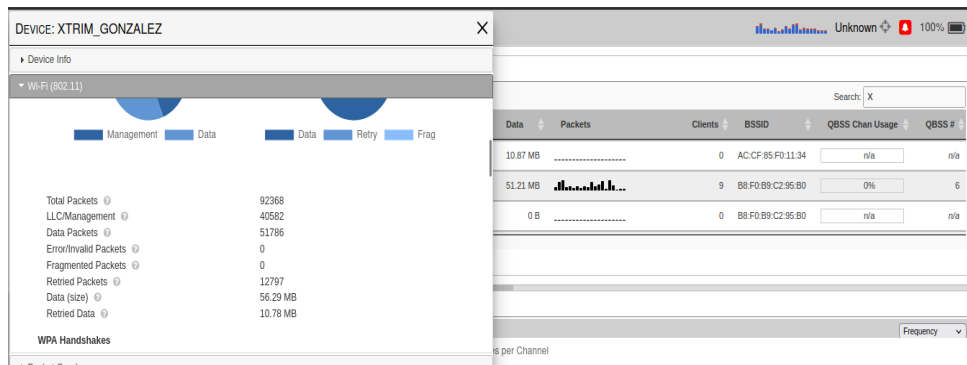 DEVICE: XTRIM_GONZALEZ X
Device Info
Wi-Fi (802.11)
Management Data
Data Retry Frag
Total Packets 92368
LLC/Management 40582
Data Packets 51786
Error/Invalid Packets 0
Fragmented Packets 0
Retried Packets 12797
Data (size) 56.29 MB
Retried Data 10.78 MB
WPA Handshakes
Unknown 100%
Search: X
Data Packets Clients BSSID QBSS Chan Usage QBSS #
10.87 MB 0 AC:CF:85:F0:11:34 n/a n/a
51.21 MB 9 B8:F0:B9:C2:95:B0 0% 6
0 B 0 B8:F0:B9:C2:95:B0 n/a n/a
Frequency
es per Channel